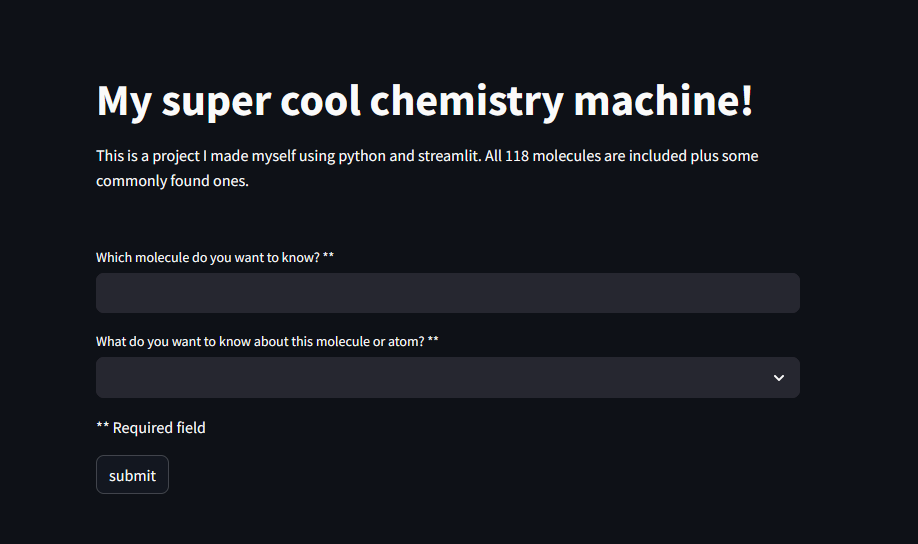 My super cool chemistry machine!
This is a project I made myself using python and streamlit. All 118 molecules are included plus some
commonly found ones.
Which molecule do you want to know? **
What do you want to know about this molecule or atom? **
** Required field
submit